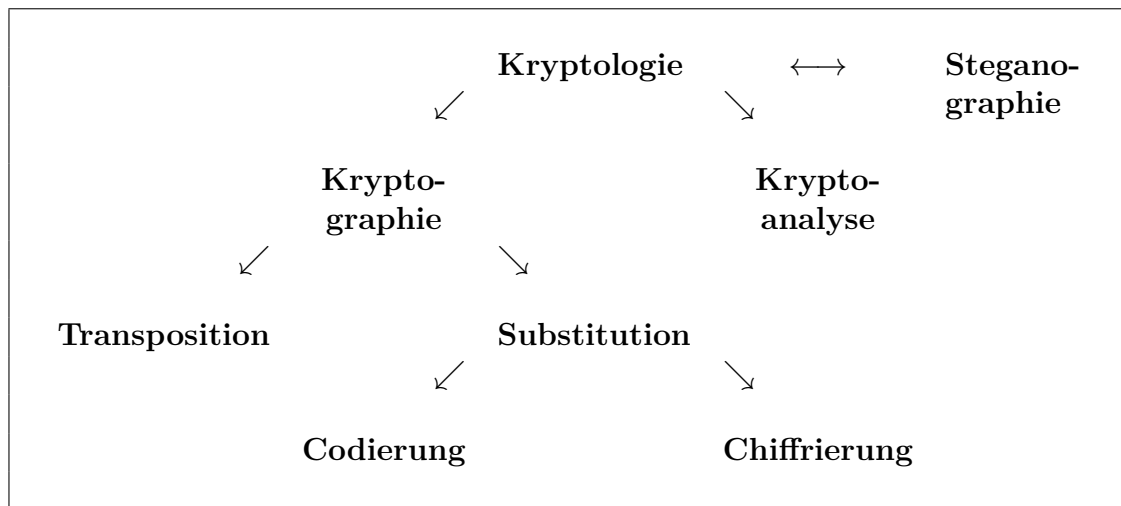 Kryptologie ⟷ Stegano-
graphie
Krypto- Krypto-
graphie analyse
Transposition Substitution
Codierung Chiffrierung